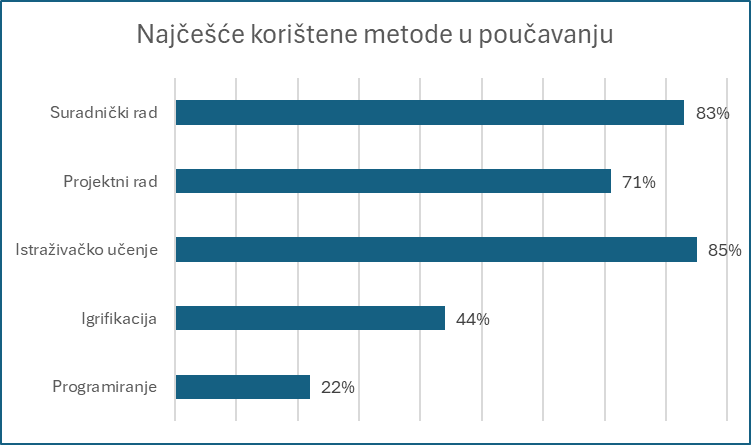 Najčešće korištene metode u poučavanju
Suradnički rad 83%
Projektni rad 71%
Istraživačko učenje 85%
Igrifikacija 44%
Programiranje 22%